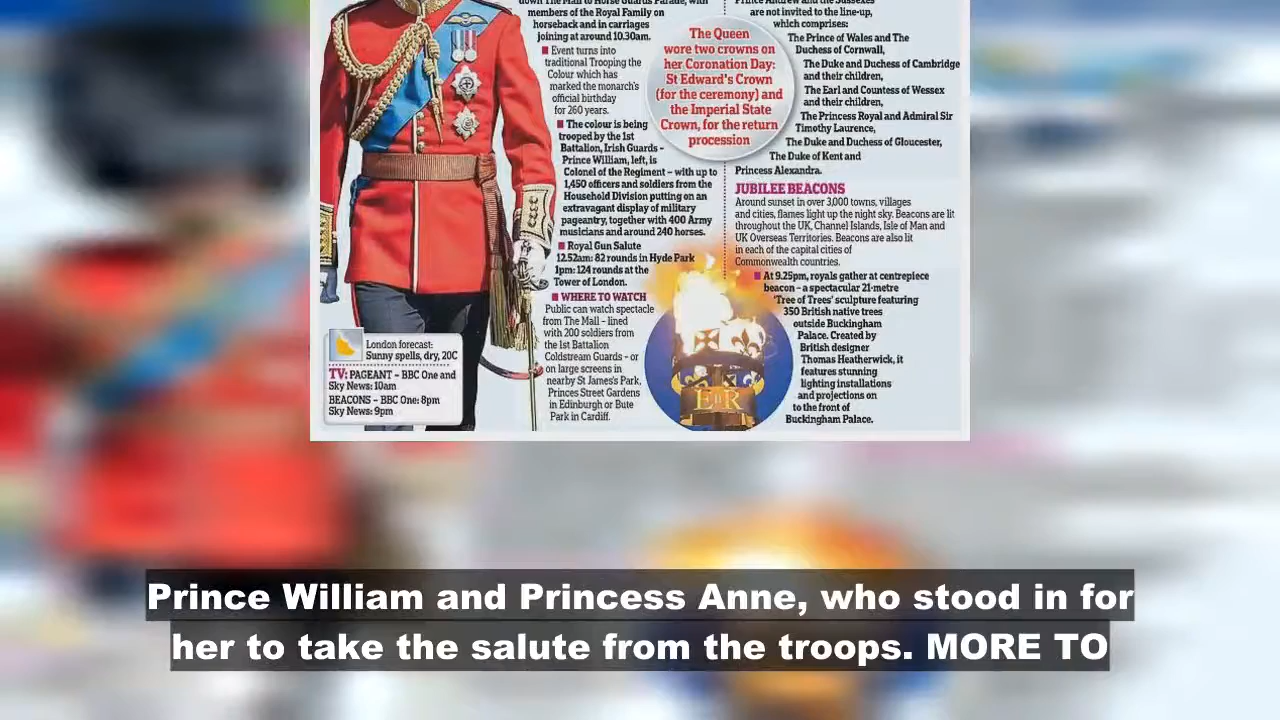 down The Mall to Horse Guards Parade, with
members of the Royal Family on
horseback and in carriages
joining at around 10.30am.
■ Event turns into
traditional Trooping the
Colour which has
marked the monarch's
official birthday
for 260 years.
■ The colour is being
trooped by the 1st
Battalion, Irish Guards –
Prince William, left, is
Colonel of the Regiment – with up to
1,450 officers and soldiers from the
Household Division putting on an
extravagant display of military
pageantry, together with 400 Army
musicians and around 240 horses.
■ Royal Gun Salute
12.52am: 82 rounds in Hyde Park
1pm: 124 rounds at the
Tower of London.
■ WHERE TO WATCH
Public can watch spectacle
from The Mall – lined
with 200 soldiers from
the 1st Battalion
Coldstream Guards – or
on large screens in
nearby St James's Park,
Princes Street Gardens
in Edinburgh or Bute
Park in Cardiff.
London forecast:
Sunny spells, dry, 20C
TV: PAGEANT – BBC One and
Sky News: 10am
BEACONS – BBC One: 8pm
Sky News: 9pm
The Queen
wore two crowns on
her Coronation Day:
St Edward's Crown
(for the ceremony) and
the Imperial State
Crown, for the return
procession
Prince Andrew and the Sussexes
are not invited to the line-up,
which comprises:
The Prince of Wales and The
Duchess of Cornwall,
The Duke and Duchess of Cambridge
and their children,
The Earl and Countess of Wessex
and their children,
The Princess Royal and Admiral Sir
Timothy Laurence,
The Duke and Duchess of Gloucester,
The Duke of Kent and
Princess Alexandra.
JUBILEE BEACONS
Around sunset in over 3,000 towns, villages
and cities, flames light up the night sky. Beacons are lit
throughout the UK, Channel Islands, Isle of Man and
UK Overseas Territories. Beacons are also lit
in each of the capital cities of
Commonwealth countries.
■ At 9.25pm, royals gather at centrepiece
beacon – a spectacular 21-metre
'Tree of Trees' sculpture featuring
350 British native trees
outside Buckingham
Palace. Created by
British designer
Thomas Heatherwick, it
features stunning
lighting installations
and projections on
to the front of
Buckingham Palace.
EiiR
Prince William and Princess Anne, who stood in for
her to take the salute from the troops. MORE TO